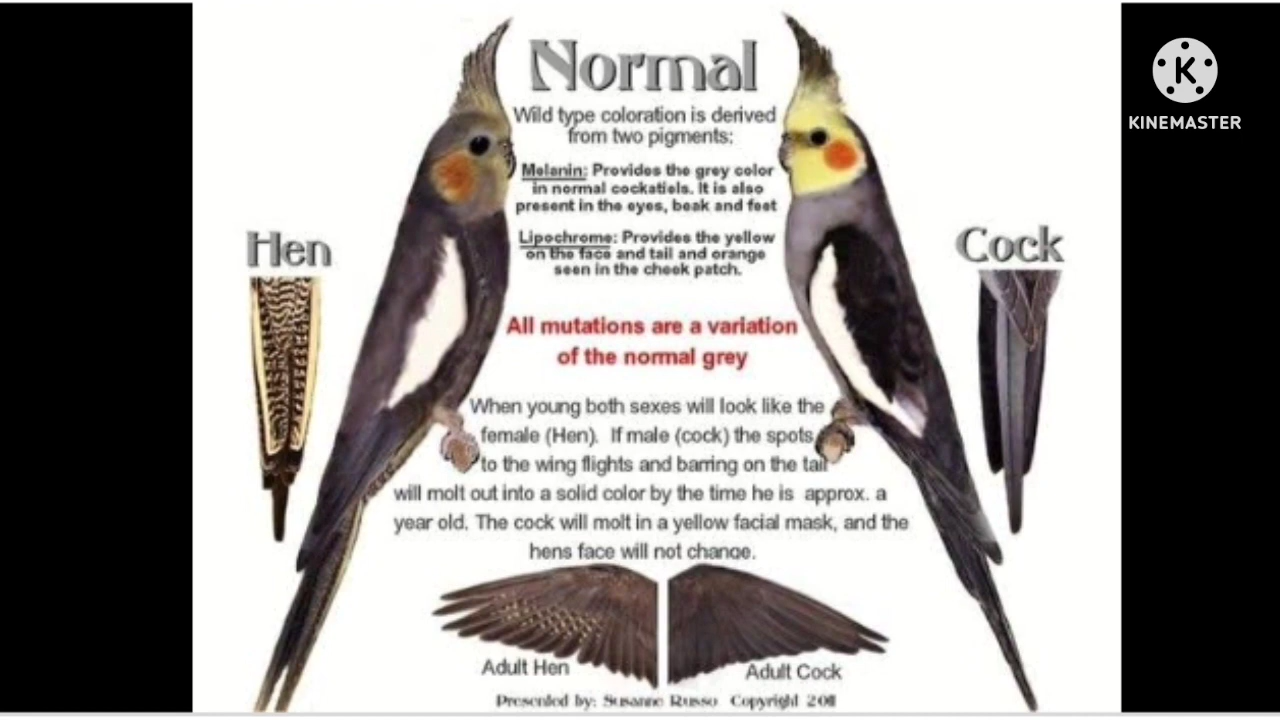 Normal
Wild type coloration is derived
from two pigments:
Melanin: Provides the grey color
in normal cockatiels. It is also
present in the eyes, beak and feet
Lipochrome: Provides the yellow
on the face and tail and orange
seen in the cheek patch.
Hen
Cock
All mutations are a variation
of the normal grey
When young both sexes will look like the
female (Hen). If male (cock) the spots
to the wing flights and barring on the tail
will molt out into a solid color by the time he is approx. a
year old. The cock will molt in a yellow facial mask, and the
hens face will not change.
Adult Hen
Adult Cock
Presented by: Susanne Russo Copyright 2011
K
KINEMASTER